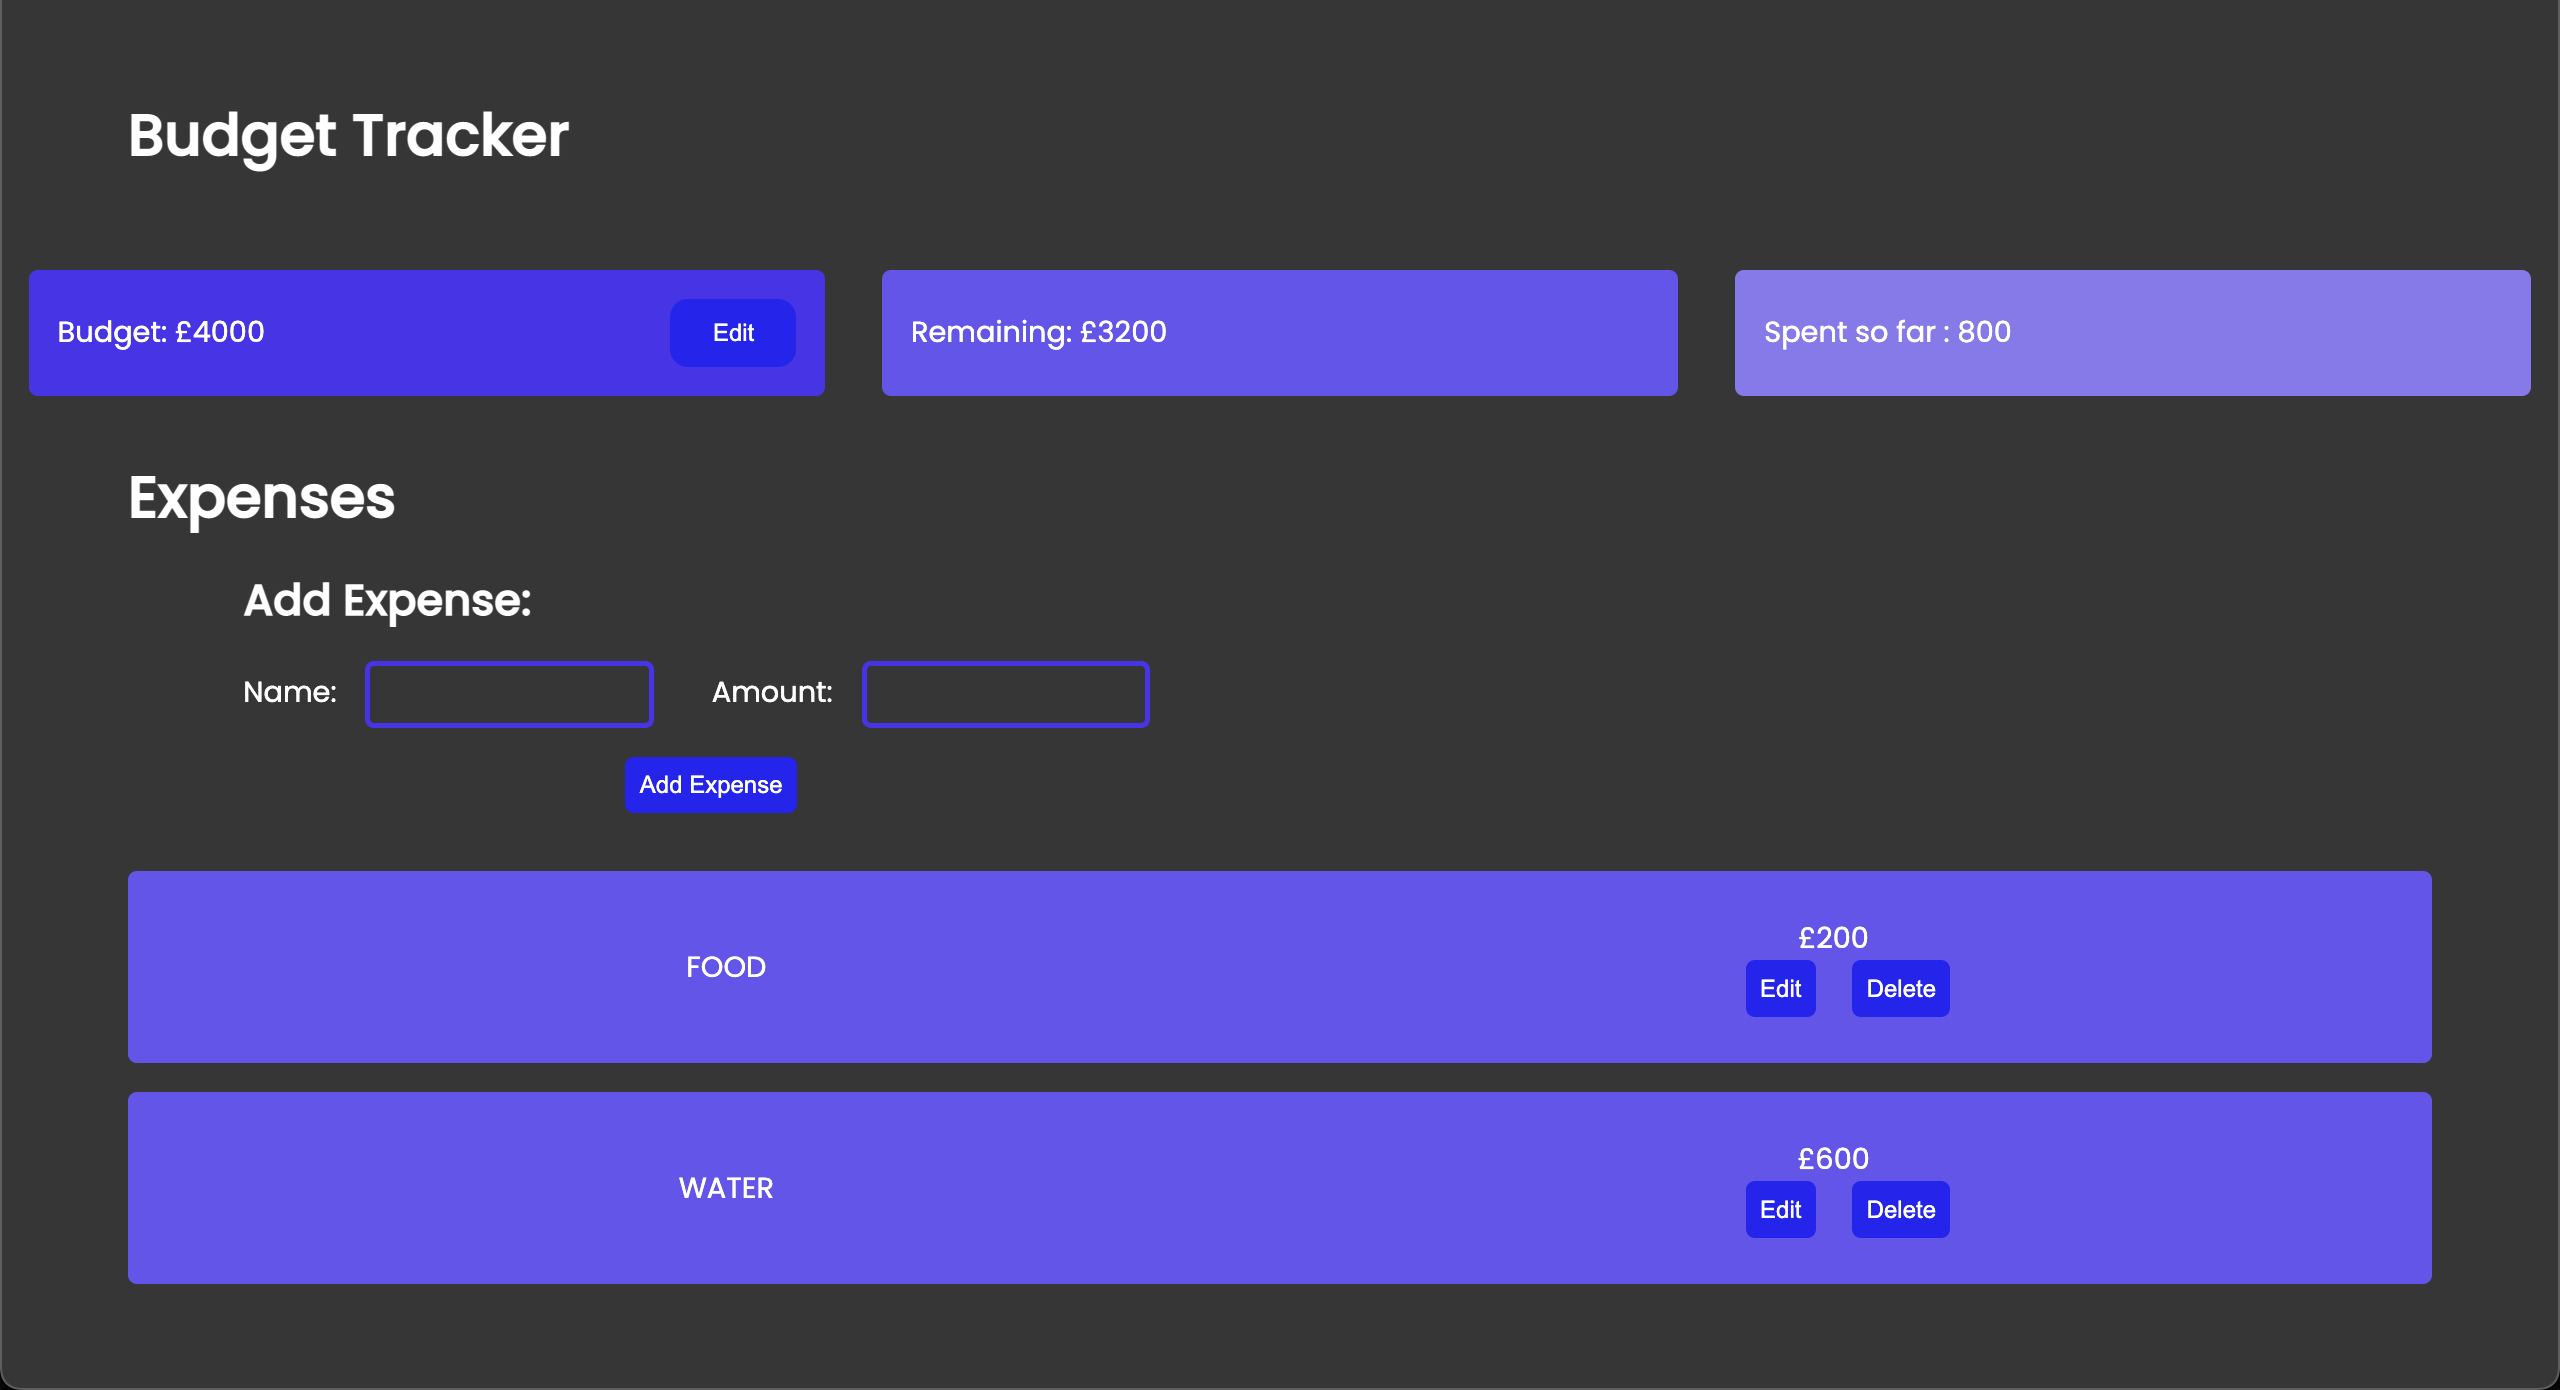 Budget Tracker
Budget: £4000
Edit
Remaining: £3200
Spent so far : 800
Expenses
Add Expense:
Name:
Amount:
Add Expense
FOOD
£200
Edit
Delete
WATER
£600
Edit
Delete